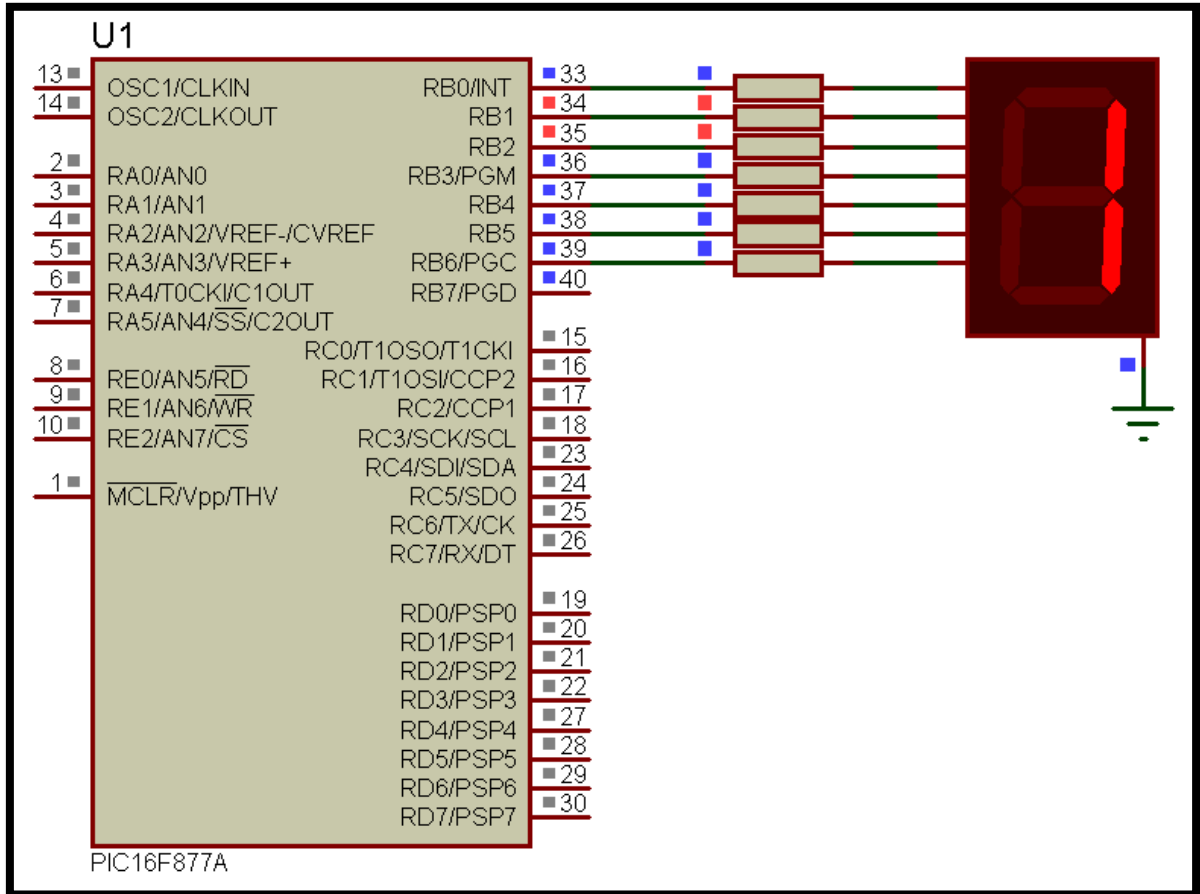 U1
13
OSC1/CLKIN
14
OSC2/CLKOUT
2
RA0/AN0
3
RA1/AN1
4
RA2/AN2/VREF-/CVREF
5
RA3/AN3/VREF+
6
RA4/T0CKI/C1OUT
7
RA5/AN4/SS/C2OUT
8
RE0/AN5/RD
9
RE1/AN6/WR
10
RE2/AN7/CS
1
MCLR/Vpp/THV
RB0/INT
33
RB1
34
RB2
35
RB3/PGM
36
RB4
37
RB5
38
RB6/PGC
39
RB7/PGD
40
RC0/T1OSO/T1CKI
15
RC1/T1OSI/CCP2
16
RC2/CCP1
17
RC3/SCK/SCL
18
RC4/SDI/SDA
23
RC5/SDO
24
RC6/TX/CK
25
RC7/RX/DT
26
RD0/PSP0
19
RD1/PSP1
20
RD2/PSP2
21
RD3/PSP3
22
RD4/PSP4
27
RD5/PSP5
28
RD6/PSP6
29
RD7/PSP7
30
PIC16F877A
1